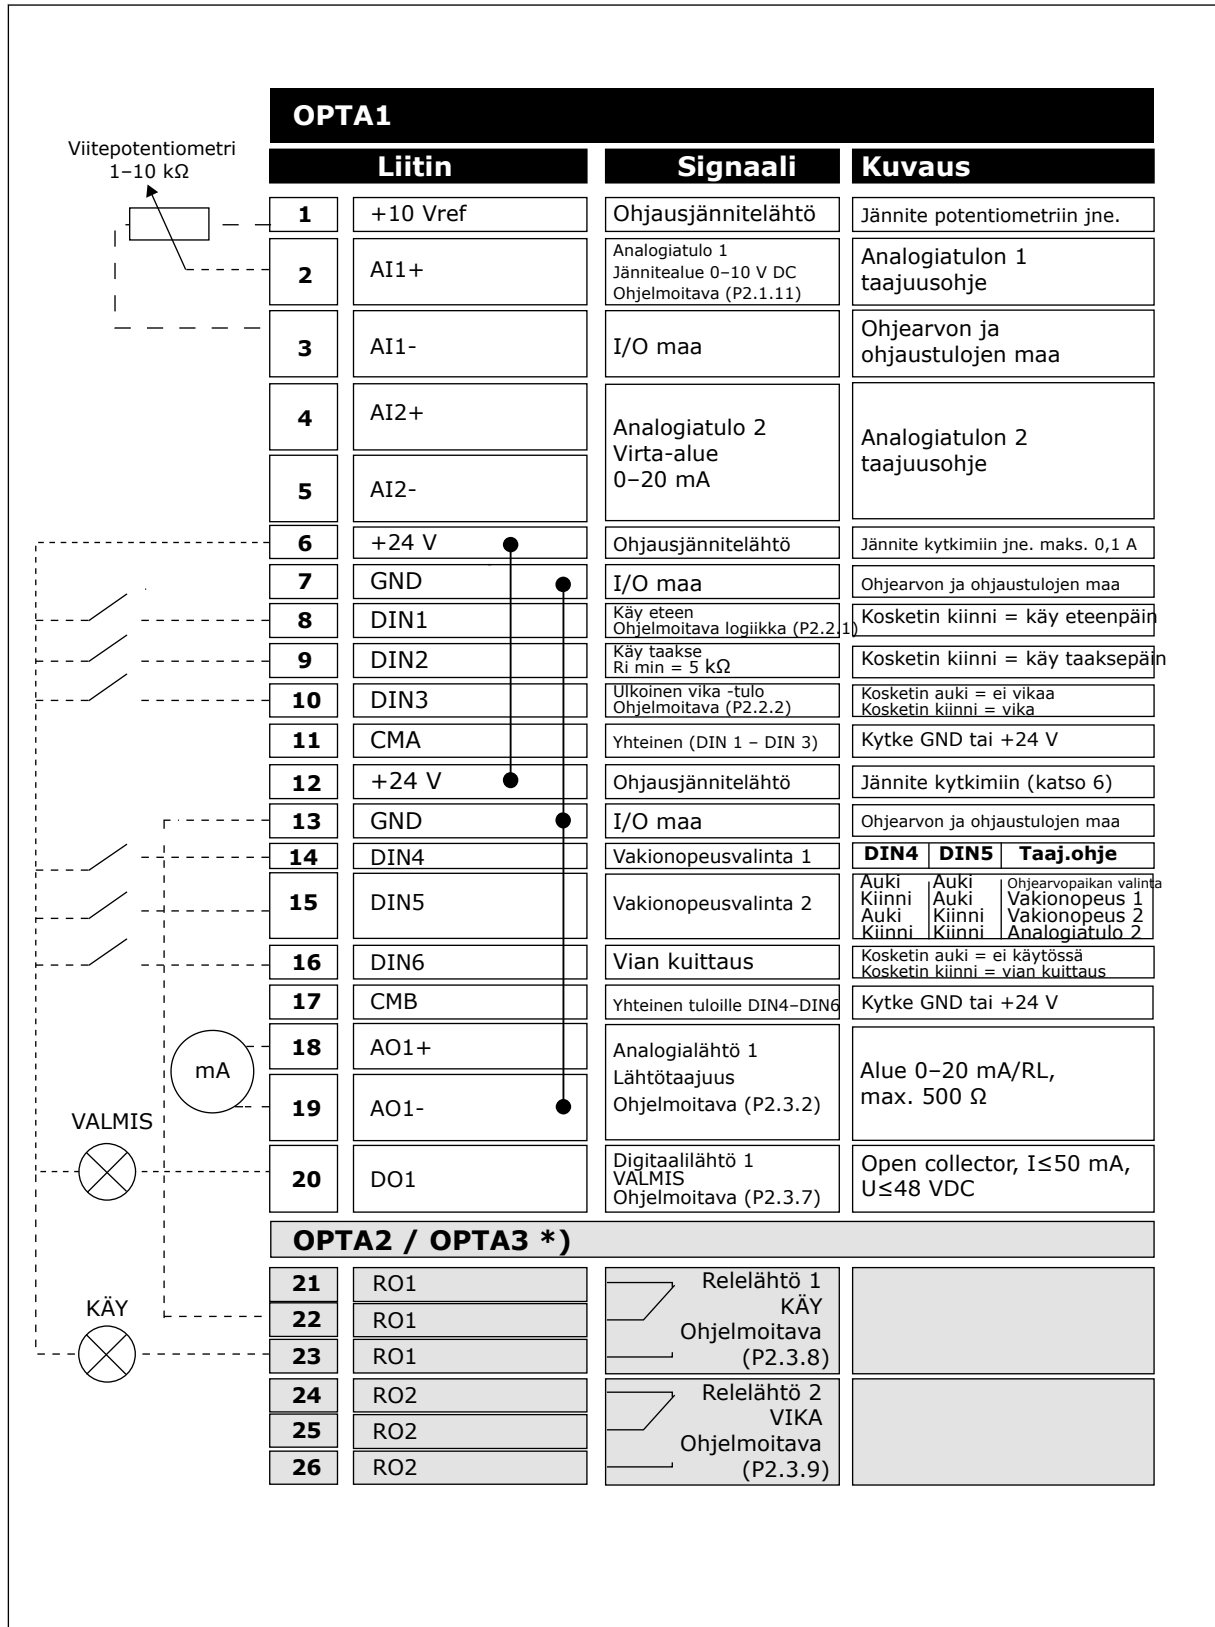 OPTA1
Viitepotentiometri
1–10 kΩ
Liitin Signaali Kuvaus
1 +10 Vref Ohjausjännitelähtö Jännite potentiometriin jne.
2 AI1+ Analogiatulo 1
Jännitealue 0–10 V DC
Ohjelmoitava (P2.1.11)
Analogiatulon 1
taajuusohje
3 AI1- I/O maa Ohjearvon ja
ohjaustulojen maa
4 AI2+
5 AI2-
Analogiatulo 2
Virta-alue
0–20 mA
Analogiatulon 2
taajuusohje
6 +24 V Ohjausjännitelähtö Jännite kytkimiin jne. maks. 0,1 A
7 GND I/O maa Ohjearvon ja ohjaustulojen maa
8 DIN1 Käy eteen
Ohjelmoitava logiikka (P2.2.1)
Kosketin kiinni = käy eteenpäin
9 DIN2 Käy taakse
Ri min = 5 kΩ
Kosketin kiinni = käy taaksepäin
10 DIN3 Ulkoinen vika -tulo
Ohjelmoitava (P2.2.2)
Kosketin auki = ei vikaa
Kosketin kiinni = vika
11 CMA Yhteinen (DIN 1 – DIN 3) Kytke GND tai +24 V
12 +24 V Ohjausjännitelähtö Jännite kytkimiin (katso 6)
13 GND I/O maa Ohjearvon ja ohjaustulojen maa
14 DIN4 Vakionopeusvalinta 1 DIN4 DIN5 Taaj.ohje
15 DIN5 Vakionopeusvalinta 2
Auki Auki Ohjearvopaikan valinta
Kiinni Auki Vakionopeus 1
Auki Kiinni Vakionopeus 2
Kiinni Kiinni Analogiatulo 2
16 DIN6 Vian kuittaus Kosketin auki = ei käytössä
Kosketin kiinni = vian kuittaus
17 CMB Yhteinen tuloille DIN4–DIN6 Kytke GND tai +24 V
mA
18 AO1+
19 AO1-
Analogialähtö 1
Lähtötaajuus
Ohjelmoitava (P2.3.2)
Alue 0–20 mA/RL,
max. 500 Ω
VALMIS
20 DO1 Digitaalilähtö 1
VALMIS
Ohjelmoitava (P2.3.7)
Open collector, I≤50 mA,
U≤48 VDC
OPTA2 / OPTA3 *)
KÄY
21 RO1
22 RO1
23 RO1
Relelähtö 1
KÄY
Ohjelmoitava
(P2.3.8)
24 RO2
25 RO2
26 RO2
Relelähtö 2
VIKA
Ohjelmoitava
(P2.3.9)